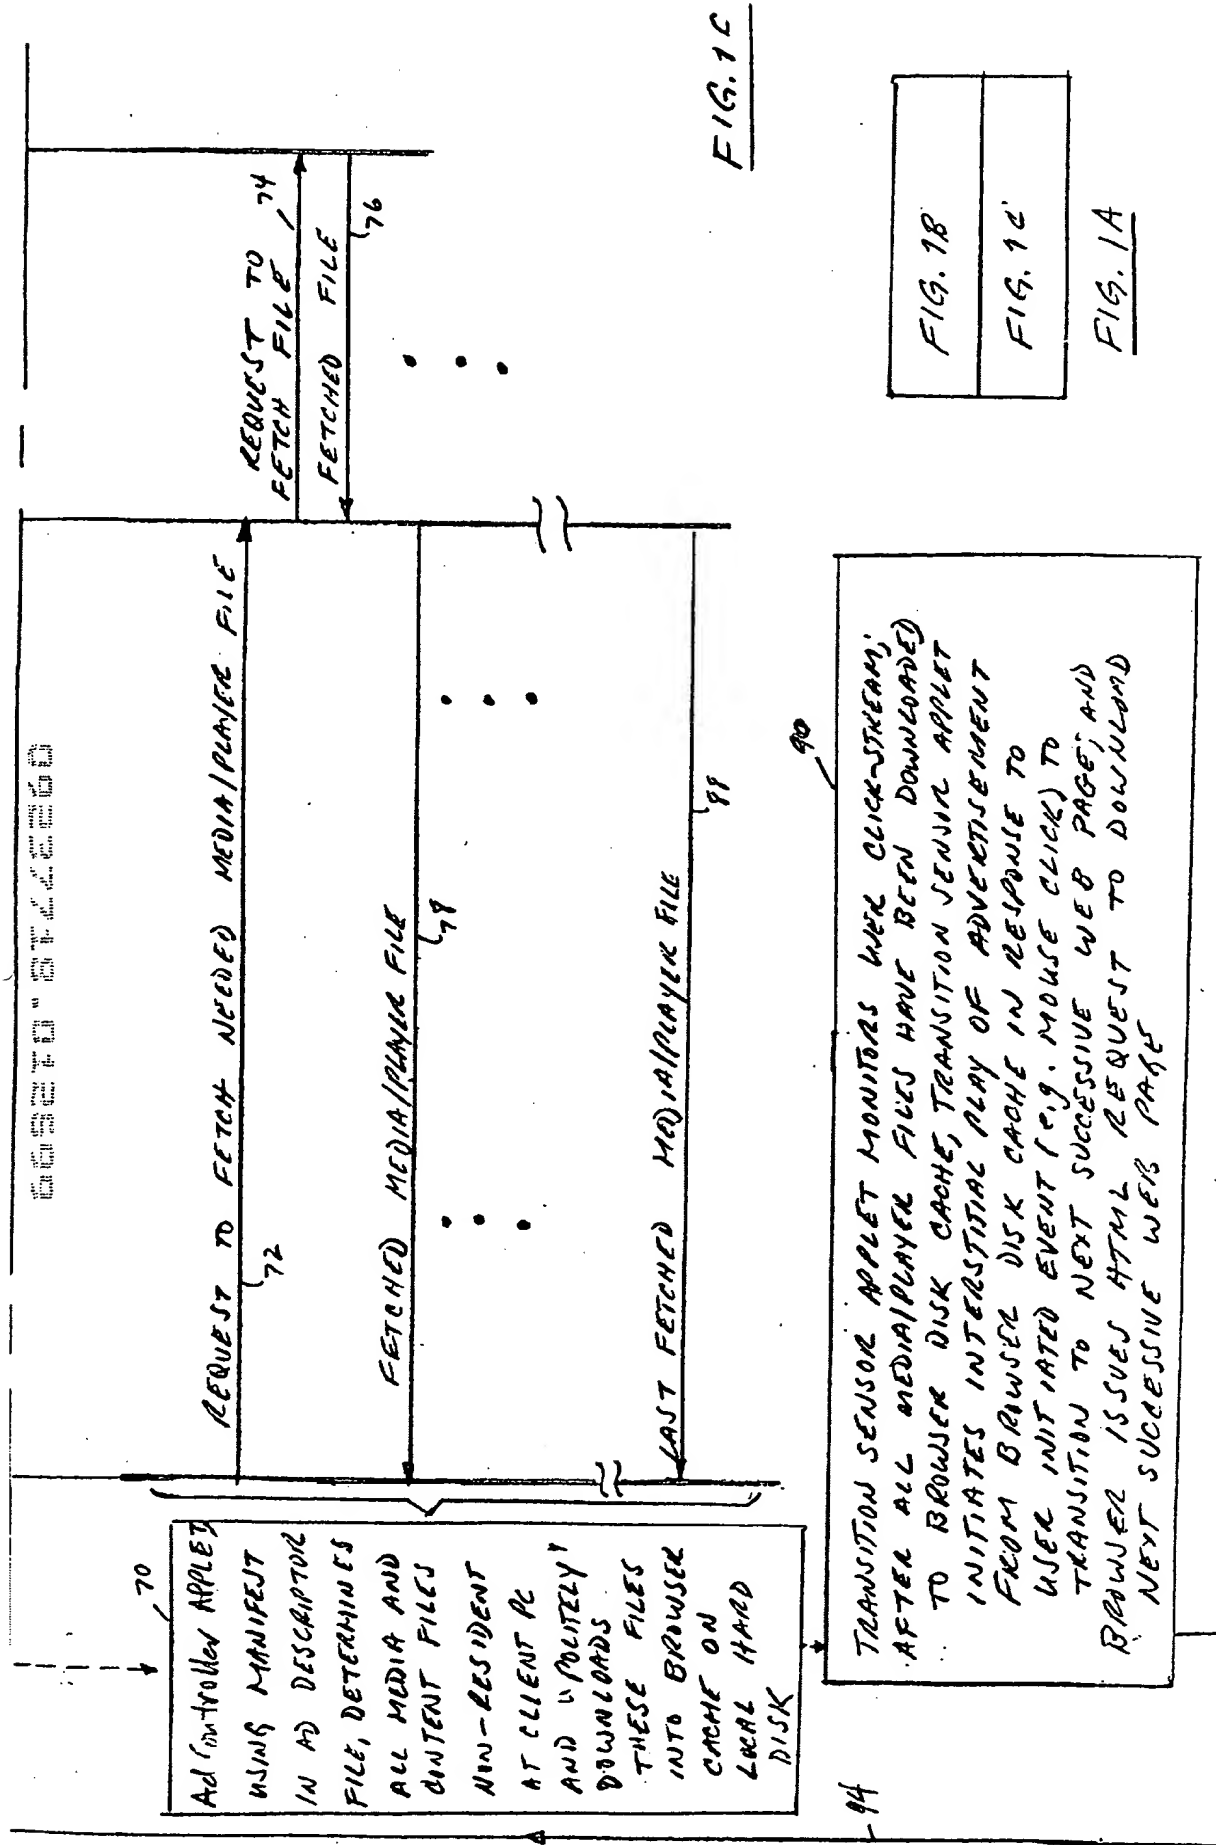 09237718.012599
REQUEST TO FETCH NEEDED MEDIA/PLAYER FILE
72
REQUEST TO
FETCH FILE
74
FETCHED FILE
76
FETCHED MEDIA/PLAYER FILE
78
LAST FETCHED MEDIA/PLAYER FILE
88
70
Ad Controller APPLET
USING MANIFEST
IN AD DESCRIPTOR
FILE, DETERMINES
ALL MEDIA AND
CONTENT FILES
NON-RESIDENT
AT CLIENT PC
AND "POLITELY"
DOWNLOADS
THESE FILES
INTO BROWSER
CACHE ON
LOCAL HARD
DISK
90
TRANSITION SENSOR APPLET MONITORS USER CLICK-STREAM;
AFTER ALL MEDIA/PLAYER FILES HAVE BEEN DOWNLOADED
TO BROWSER DISK CACHE, TRANSITION SENSOR APPLET
INITIATES INTERSTITIAL PLAY OF ADVERTISEMENT
FROM BROWSER DISK CACHE IN RESPONSE TO
USER INITIATED EVENT (e.g. MOUSE CLICK) TO
TRANSITION TO NEXT SUCCESSIVE WEB PAGE; AND
BROWSER ISSUES HTML REQUEST TO DOWNLOAD
NEXT SUCCESSIVE WEB PAGE
94
FIG. 1C
FIG. 1B
FIG. 1C
FIG. 1A